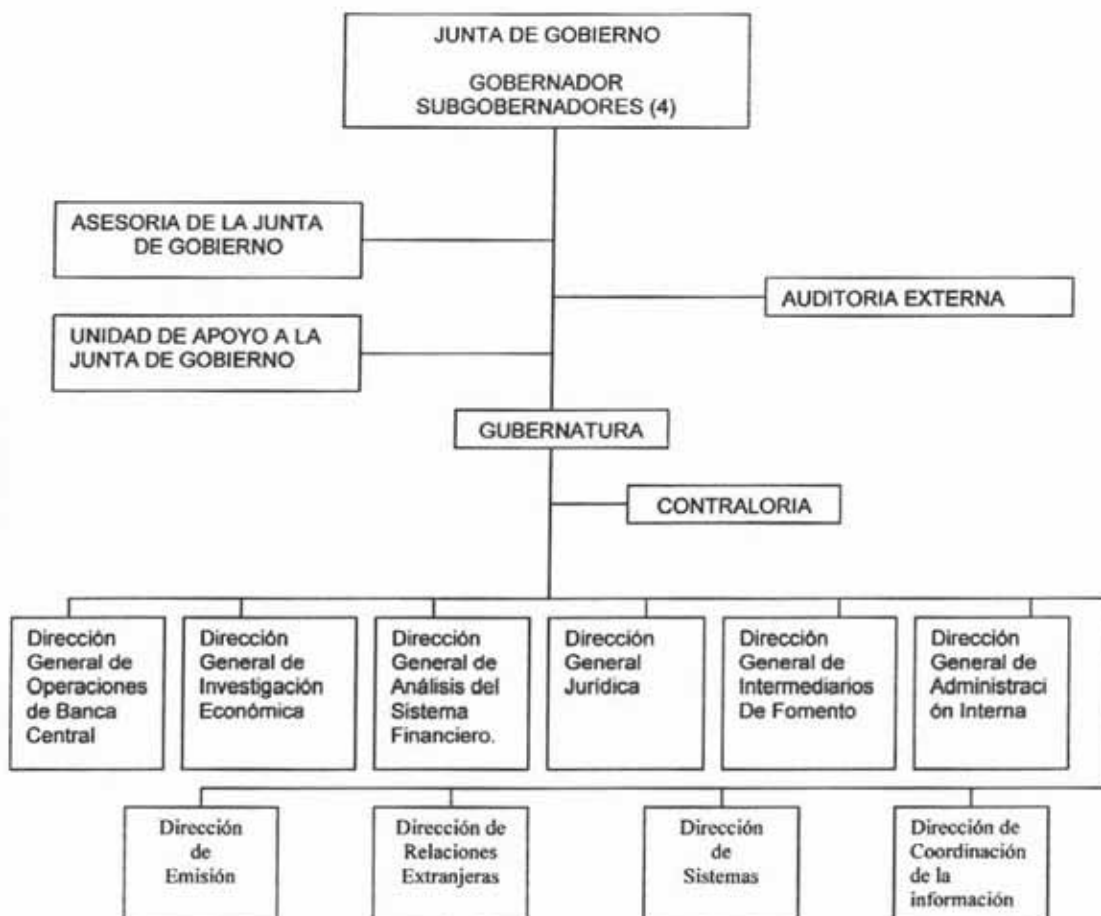 JUNTA DE GOBIERNO
GOBERNADOR
SUBGOBERNADORES (4)
ASESORIA DE LA JUNTA
DE GOBIERNO
AUDITORIA EXTERNA
UNIDAD DE APOYO A LA
JUNTA DE GOBIERNO
GUBERNATURA
CONTRALORIA
Dirección
General de
Operaciones
de Banca
Central
Dirección
General de
Investigación
Económica
Dirección
General de
Análisis del
Sistema
Financiero.
Dirección
General
Jurídica
Dirección
General de
Intermediarios
De Fomento
Dirección
General de
Administraci
ón Interna
Dirección
de
Emisión
Dirección de
Relaciones
Extranjeras
Dirección
de
Sistemas
Dirección de
Coordinación
de la
información